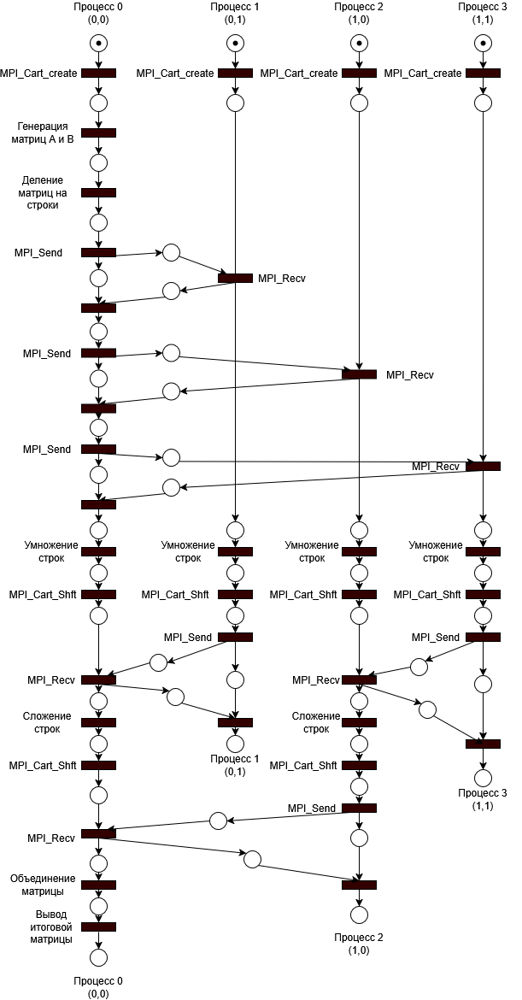 Процесс 0
(0,0)
Процесс 1
(0,1)
Процесс 2
(1,0)
Процесс 3
(1,1)
MPI_Cart_create
MPI_Cart_create
MPI_Cart_create
MPI_Cart_create
Генерация
матриц А и В
Деление
матриц на
строки
MPI_Send
MPI_Recv
MPI_Send
MPI_Recv
MPI_Send
MPI_Recv
Умножение
строк
Умножение
строк
Умножение
строк
Умножение
строк
MPI_Cart_Shft
MPI_Cart_Shft
MPI_Cart_Shft
MPI_Cart_Shft
MPI_Send
MPI_Send
MPI_Recv
MPI_Recv
Сложение
строк
Сложение
строк
Процесс 1
(0,1)
MPI_Cart_Shft
MPI_Cart_Shft
Процесс 3
(1,1)
MPI_Send
MPI_Recv
Объединение
матрицы
Вывод
итоговой
матрицы
Процесс 2
(1,0)
Процесс 0
(0,0)